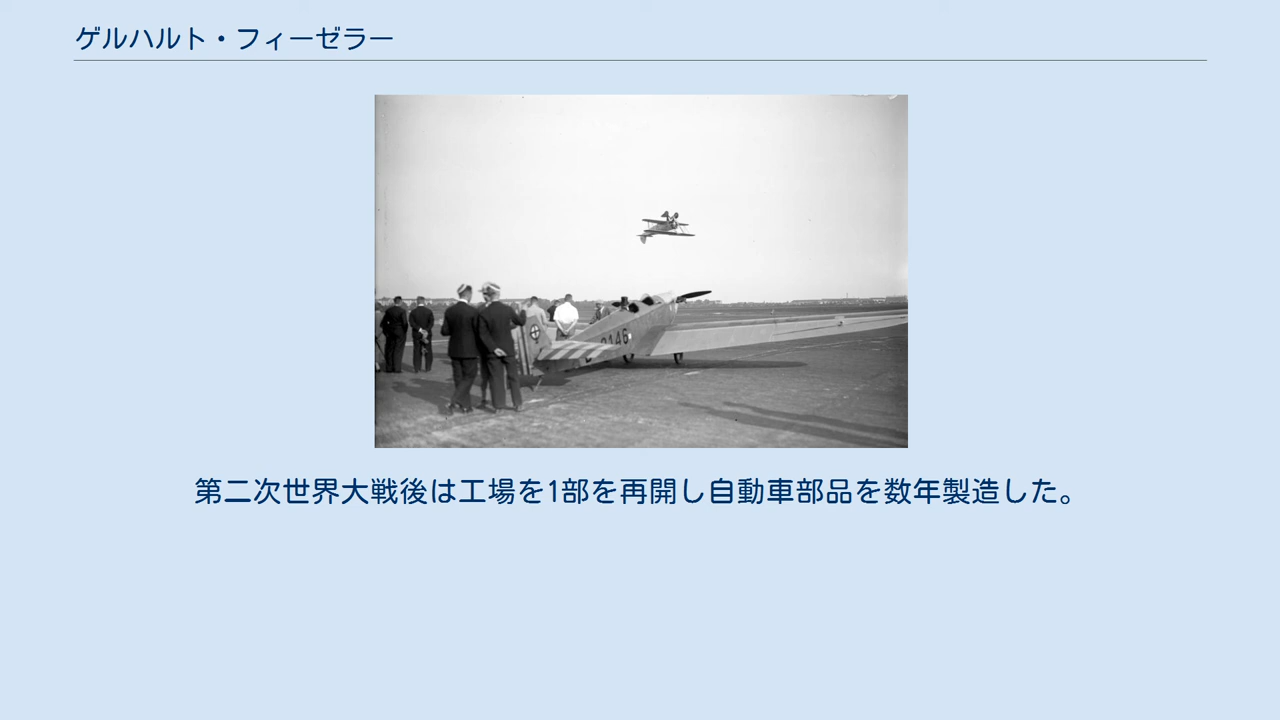 ゲルハルト・フィーゼラー
第二次世界大戦後は工場を1部を再開し自動車部品を数年製造した。